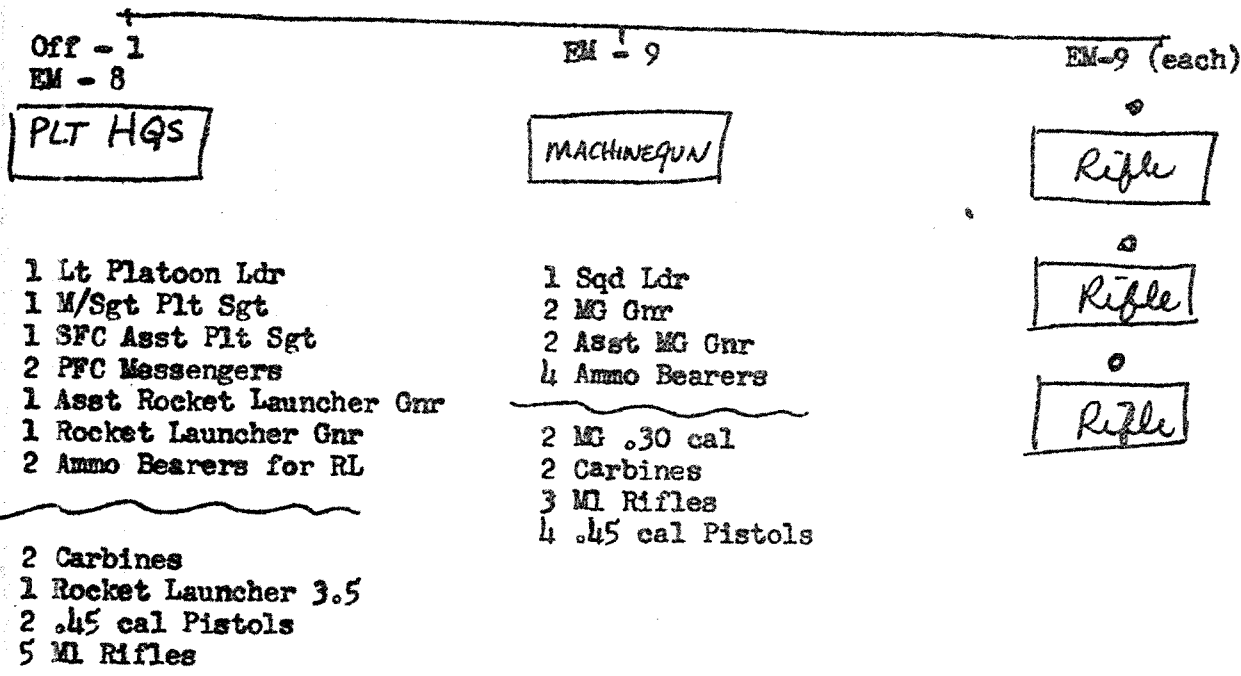 Off - 1
EM - 8
PLT HQS
1 Lt Platoon Ldr
1 M/Sgt Plt Sgt
1 SFC Asst Plt Sgt
2 PFC Messengers
1 Asst Rocket Launcher Gnr
1 Rocket Launcher Gnr
2 Ammo Bearers for RL
2 Carbines
1 Rocket Launcher 3.5
2 .45 cal Pistols
5 M1 Rifles
EM - 9
MACHINEGUN
1 Sqd Ldr
2 MG Gnr
2 Asst MG Gnr
4 Ammo Bearers
2 MG .30 cal
2 Carbines
3 M1 Rifles
4 .45 cal Pistols
EM-9 (each)
Rifle
Rifle
Rifle